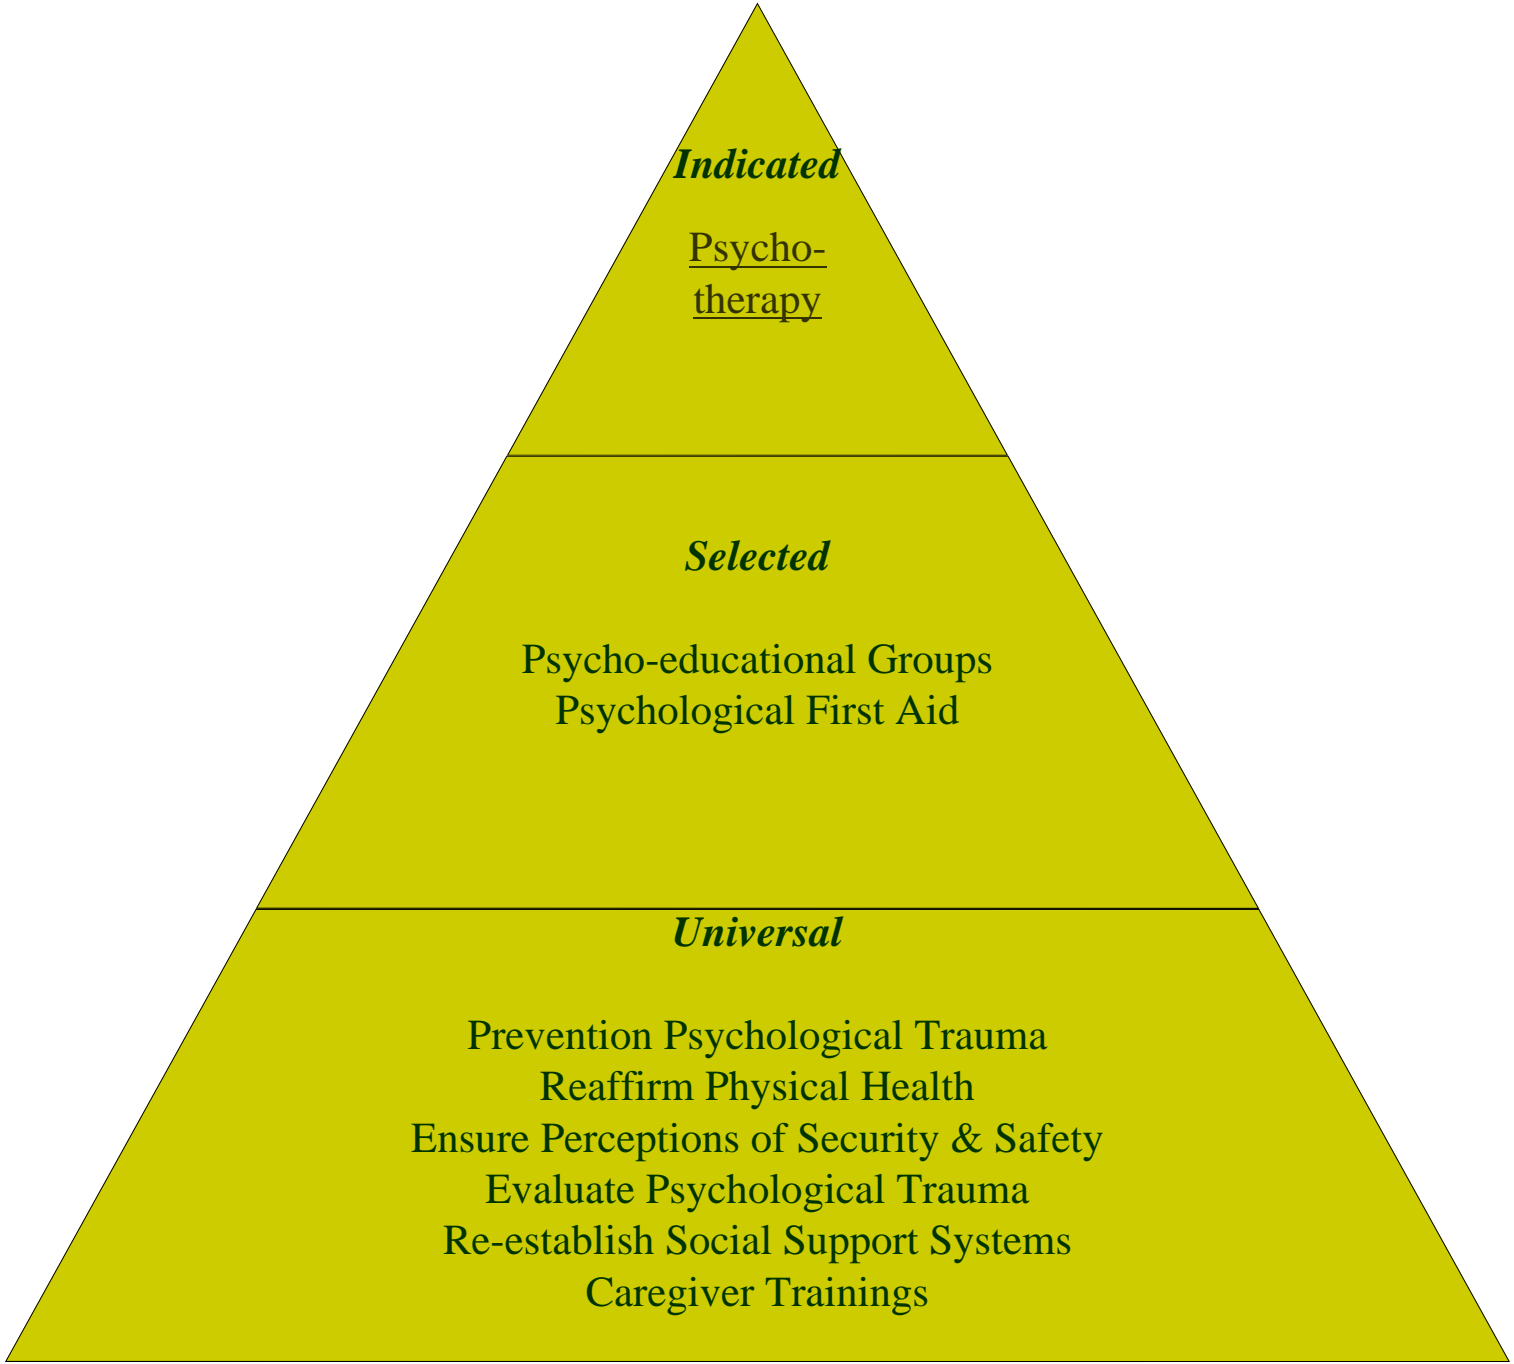 Indicated
Psycho-
therapy
Selected
Psycho-educational Groups
Psychological First Aid
Universal
Prevention Psychological Trauma
Reaffirm Physical Health
Ensure Perceptions of Security & Safety
Evaluate Psychological Trauma
Re-establish Social Support Systems
Caregiver Trainings